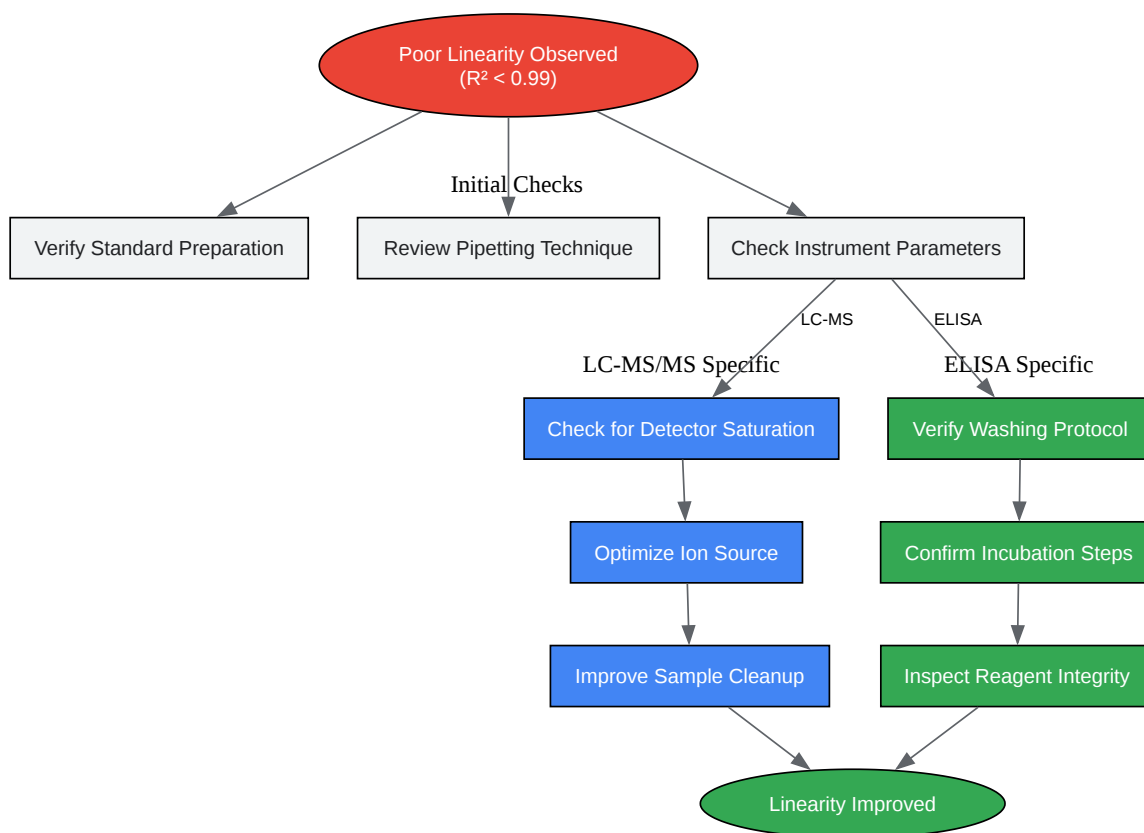 Poor Linearity Observed
(R² < 0.99)
Initial Checks
Verify Standard Preparation
Review Pipetting Technique
Check Instrument Parameters
LC-MS
ELISA
LC-MS/MS Specific
ELISA Specific
Check for Detector Saturation
Verify Washing Protocol
Optimize Ion Source
Confirm Incubation Steps
Improve Sample Cleanup
Inspect Reagent Integrity
Linearity Improved